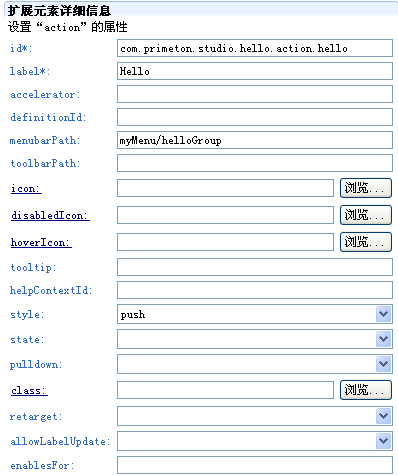 扩展元素详细信息
设置“action”的属性
id*: com.primeton.studio.hello.action.hello
label*: Hello
accelerator:
definitionId:
menubarPath: myMenu/helloGroup
toolbarPath:
icon: 浏览...
disabledIcon: 浏览...
hoverIcon: 浏览...
tooltip:
helpContextId:
style: push
state:
pulldown:
class: 浏览...
retarget:
allowLabelUpdate:
enablesFor: